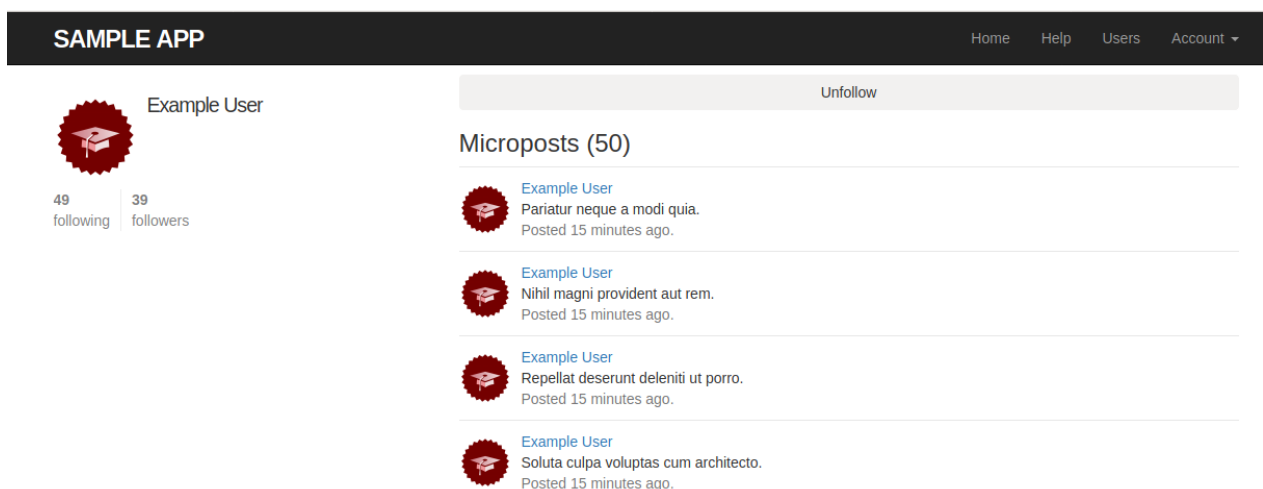 SAMPLE APP Home Help Users Account
Example User
49 39
following followers
Unfollow
Microposts (50)
Example User
Pariatur neque a modi quia.
Posted 15 minutes ago.
Example User
Nihil magni provident aut rem.
Posted 15 minutes ago.
Example User
Repellat deserunt deleniti ut porro.
Posted 15 minutes ago.
Example User
Soluta culpa voluptas cum architecto.
Posted 15 minutes ago.